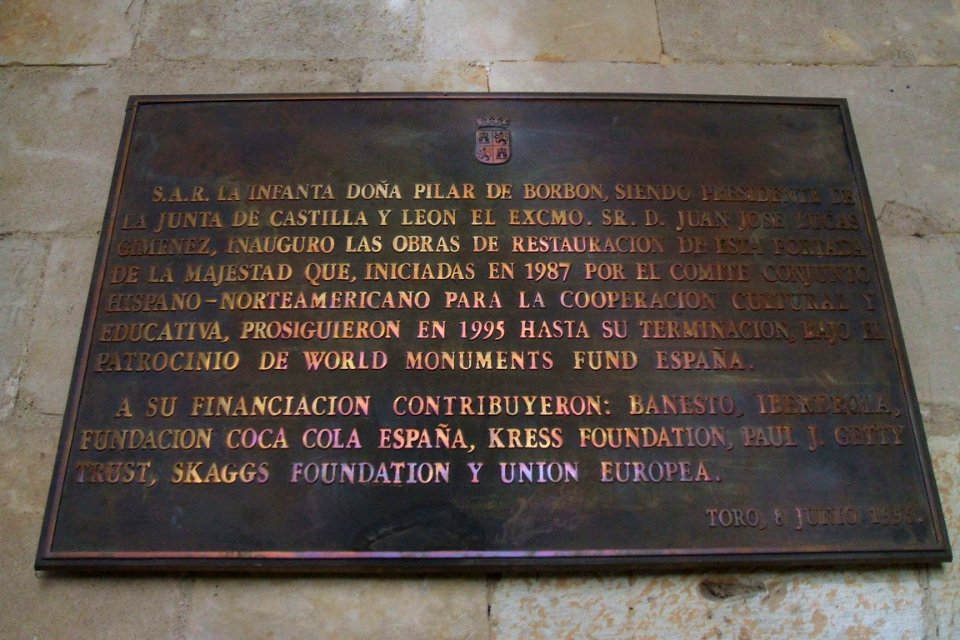 S.A.R. LA INFANTA DOÑA PILAR DE BORBON, SIENDO PRESIDENTE DE
LA JUNTA DE CASTILLA Y LEON EL EXCMO. SR. D. JUAN JOSE LUCAS
GIMENEZ, INAUGURO LAS OBRAS DE RESTAURACION DE ESTA PORTADA
DE LA MAJESTAD QUE, INICIADAS EN 1987 POR EL COMITE CONJUNTO
HISPANO-NORTEAMERICANO PARA LA COOPERACION CULTURAL Y
EDUCATIVA, PROSIGUIERON EN 1995 HASTA SU TERMINACION, BAJO EL
PATROCINIO DE WORLD MONUMENTS FUND ESPAÑA.
A SU FINANCIACION CONTRIBUYERON: BANESTO, IBERDROLA,
FUNDACION COCA COLA ESPAÑA, KRESS FOUNDATION, PAUL J. GETTY
TRUST, SKAGGS FOUNDATION Y UNION EUROPEA.
TORO, 8 JUNIO 1996.